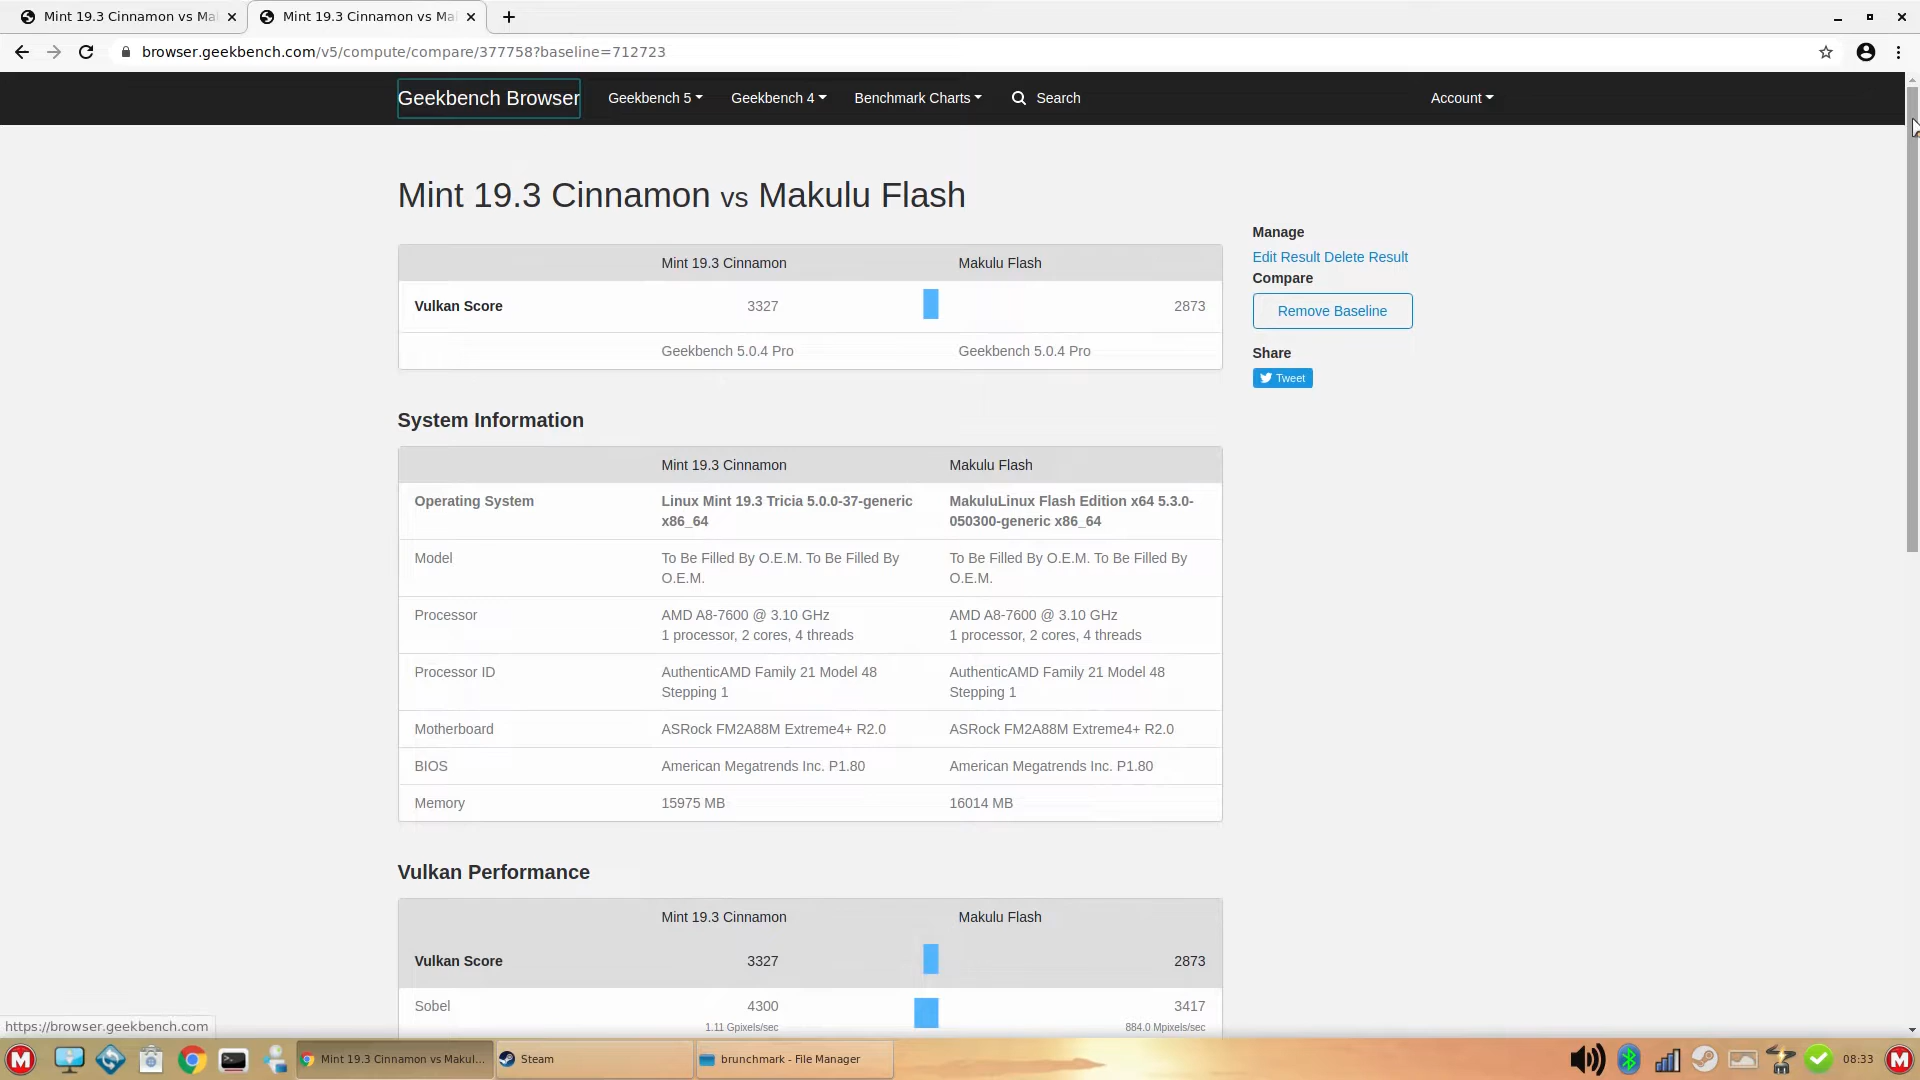 Mint 19.3 Cinnamon vs Ma
Mint 19.3 Cinnamon vs Mai
browser.geekbench.com/v5/compute/compare/377758?baseline=712723
Geekbench Browser
Geekbench 5
Geekbench 4
Benchmark Charts
Search
Account
Mint 19.3 Cinnamon vs Makulu Flash
Mint 19.3 Cinnamon Makulu Flash
Vulkan Score 3327 2873
Geekbench 5.0.4 Pro Geekbench 5.0.4 Pro
Manage
Edit Result Delete Result
Compare
Remove Baseline
Share
Tweet
System Information
Mint 19.3 Cinnamon Makulu Flash
Operating System Linux Mint 19.3 Tricia 5.0.0-37-generic MakuluLinux Flash Edition x64 5.3.0-
x86_64 050300-generic x86_64
Model To Be Filled By O.E.M. To Be Filled By To Be Filled By O.E.M. To Be Filled By
O.E.M. O.E.M.
Processor AMD A8-7600 @ 3.10 GHz AMD A8-7600 @ 3.10 GHz
1 processor, 2 cores, 4 threads 1 processor, 2 cores, 4 threads
Processor ID AuthenticAMD Family 21 Model 48 AuthenticAMD Family 21 Model 48
Stepping 1 Stepping 1
Motherboard ASRock FM2A88M Extreme4+ R2.0 ASRock FM2A88M Extreme4+ R2.0
BIOS American Megatrends Inc. P1.80 American Megatrends Inc. P1.80
Memory 15975 MB 16014 MB
Vulkan Performance
Mint 19.3 Cinnamon Makulu Flash
Vulkan Score 3327 2873
Sobel 4300 3417
1.11 Gpixels/sec 884.0 Mpixels/sec
https://browser.geekbench.com
Mint 19.3 Cinnamon vs Makul...
Steam
brunchmark - File Manager
08:33